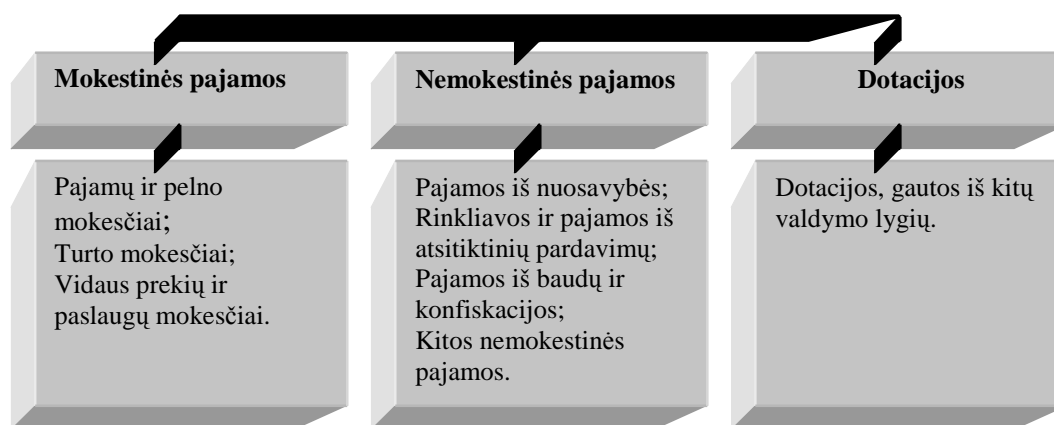 Mokestinės pajamos
Pajamų ir pelno
mokesčiai;
Turto mokesčiai;
Vidaus prekių ir
paslaugų mokesčiai.
Nemokestinės pajamos
Pajamos iš nuosavybės;
Rinkliavos ir pajamos iš
atsitiktinių pardavimų;
Pajamos iš baudų ir
konfiskacijos;
Kitos nemokestinės
pajamos.
Dotacijos
Dotacijos, gautos iš kitų
valdymo lygių.